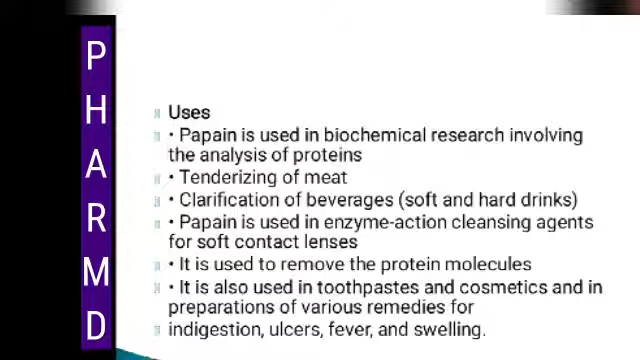 P
H
A
R
M
D
Uses
• Papain is used in biochemical research involving
the analysis of proteins
• Tenderizing of meat
• Clarification of beverages (soft and hard drinks)
• Papain is used in enzyme-action cleansing agents
for soft contact lenses
• It is used to remove the protein molecules
• It is also used in toothpastes and cosmetics and in
preparations of various remedies for
indigestion, ulcers, fever, and swelling.